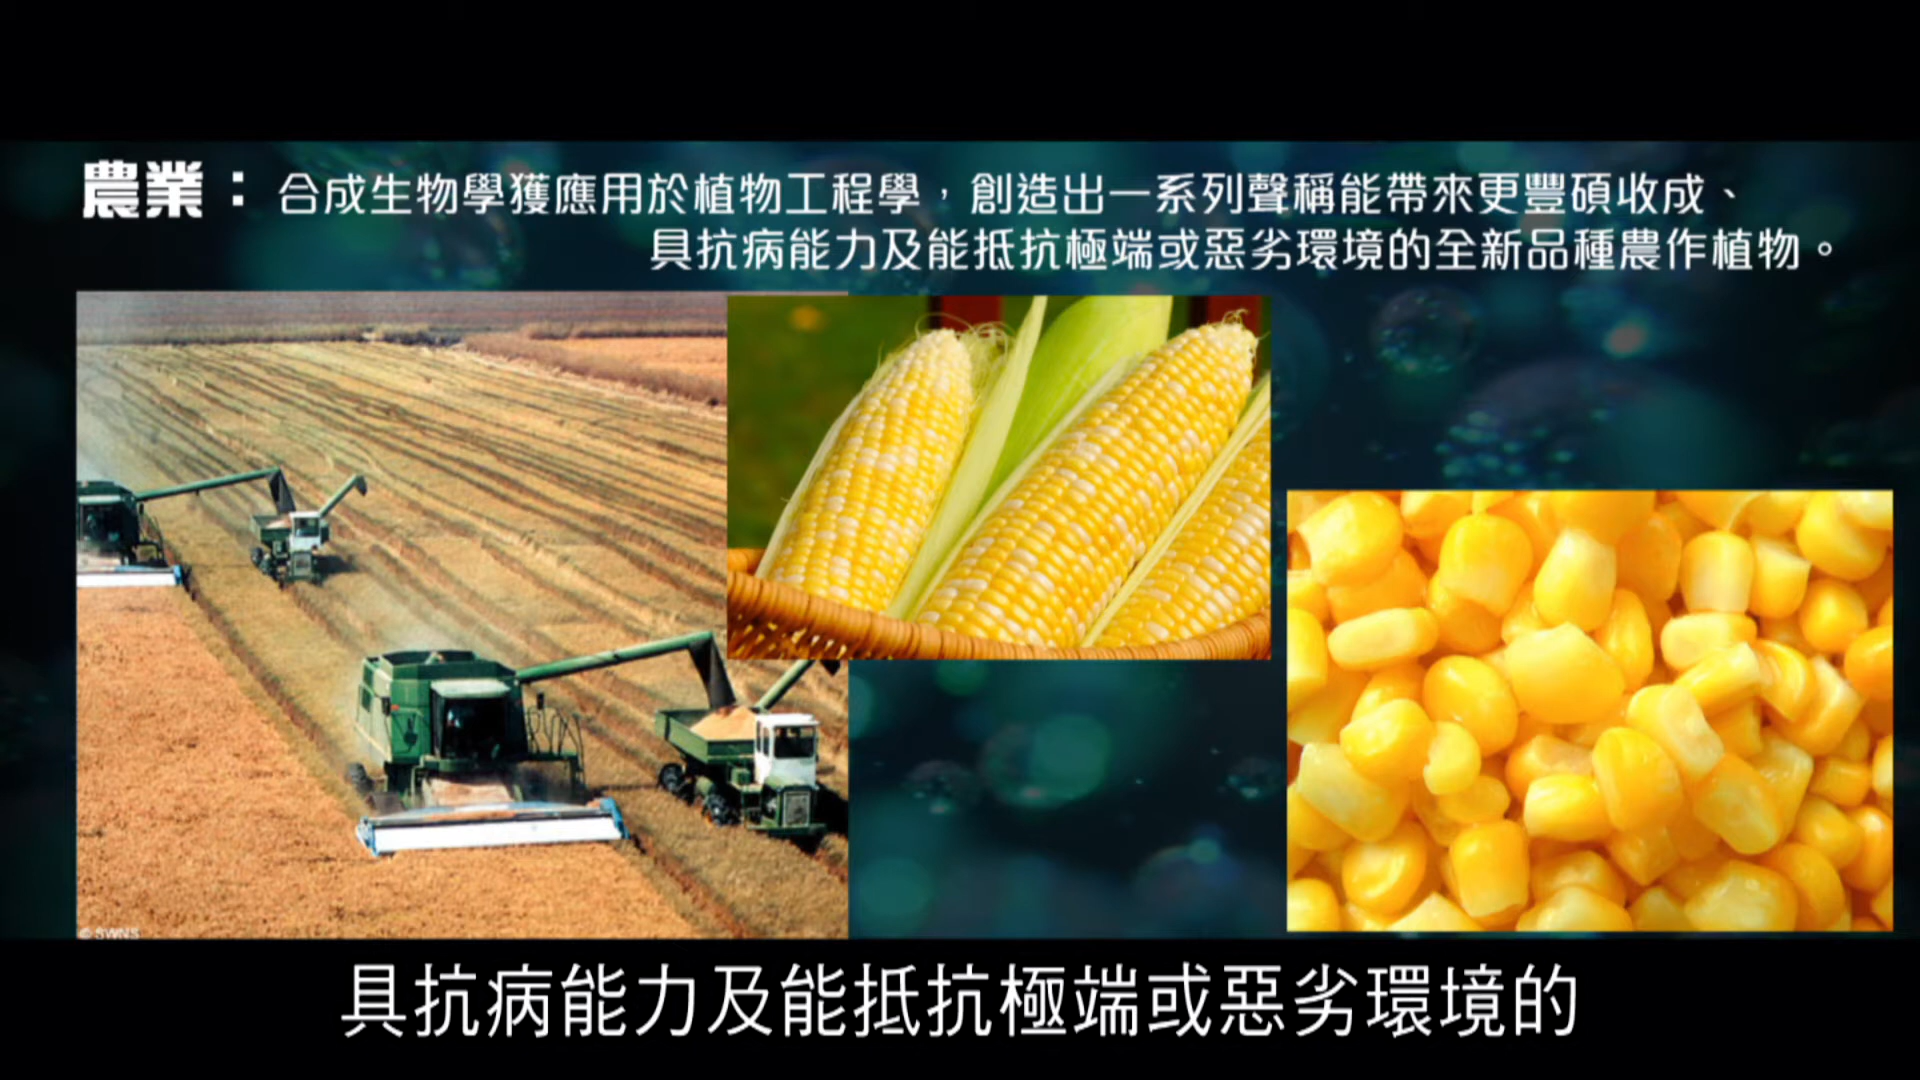 農業：合成生物學獲應用於植物工程學，創造出一系列聲稱能帶來更豐碩收成、
具抗病能力及能抵抗極端或惡劣環境的全新品種農作植物。
© SWNS
具抗病能力及能抵抗極端或惡劣環境的